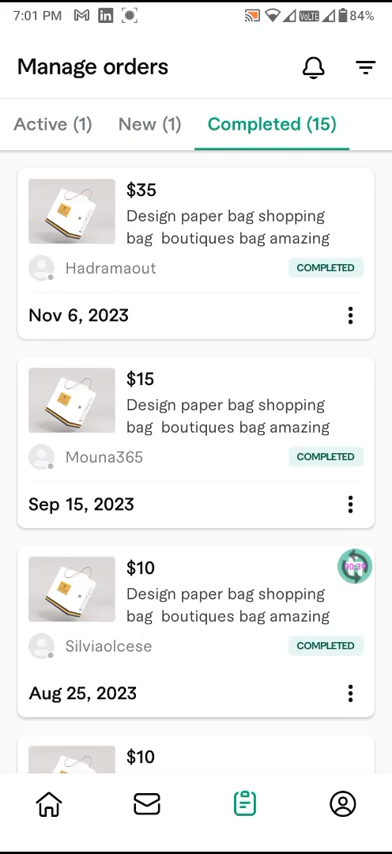 7:01 PM VoLTE 84%
Manage orders
Active (1) New (1) Completed (15)
$35
Design paper bag shopping
bag boutiques bag amazing
Hadramaout COMPLETED
Nov 6, 2023
$15
Design paper bag shopping
bag boutiques bag amazing
Mouna365 COMPLETED
Sep 15, 2023
$10
Design paper bag shopping
bag boutiques bag amazing
Silviaolcese COMPLETED
Aug 25, 2023
$10